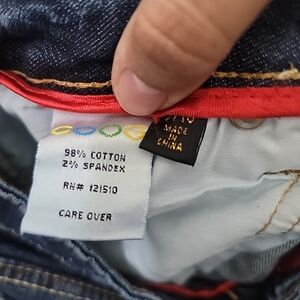 98% COTTON
2% SPANDEX
RN# 121510
CARE OVER
MADE
IN
CHINA